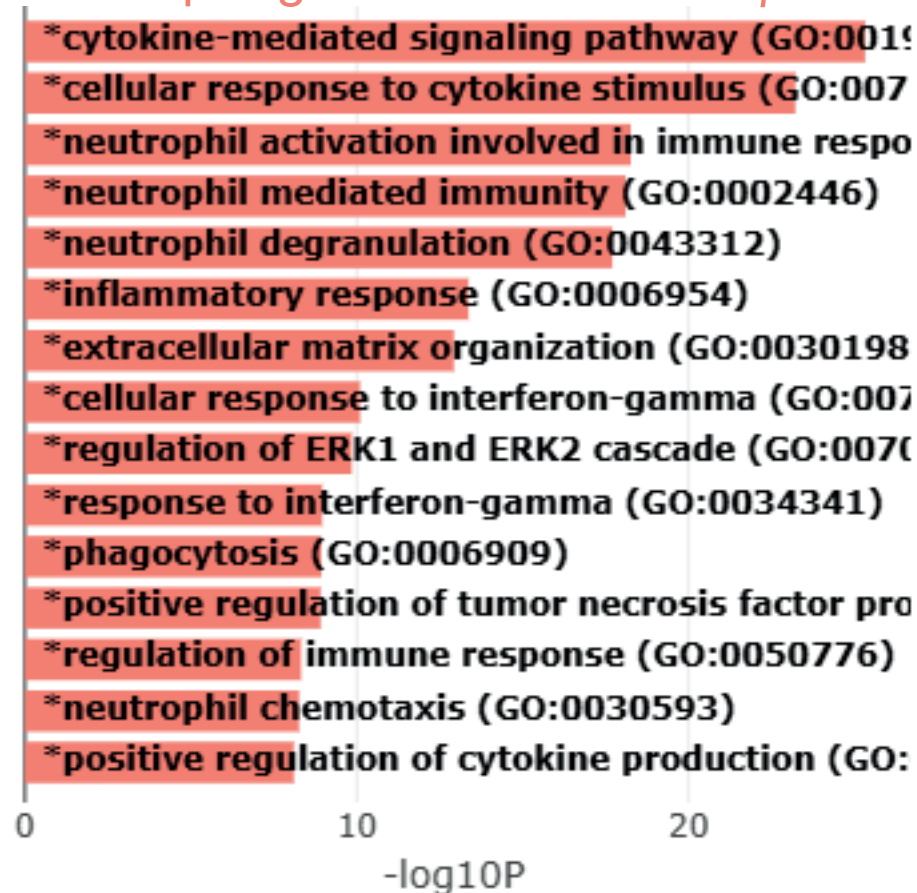 *cytokine-mediated signaling pathway (GO:0019
*cellular response to cytokine stimulus (GO:007
*neutrophil activation involved in immune respo
*neutrophil mediated immunity (GO:0002446)
*neutrophil degranulation (GO:0043312)
*inflammatory response (GO:0006954)
*extracellular matrix organization (GO:0030198
*cellular response to interferon-gamma (GO:007
*regulation of ERK1 and ERK2 cascade (GO:0070
*response to interferon-gamma (GO:0034341)
*phagocytosis (GO:0006909)
*positive regulation of tumor necrosis factor pro
*regulation of immune response (GO:0050776)
*neutrophil chemotaxis (GO:0030593)
*positive regulation of cytokine production (GO:
0 10 20
-log10P